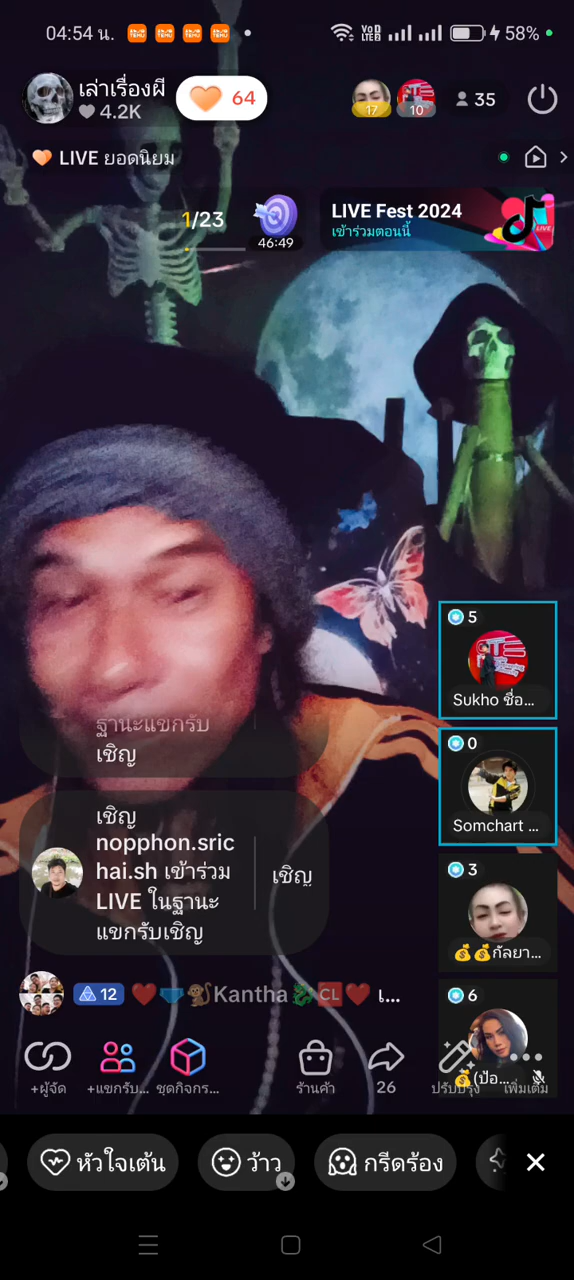 04:54 น.
VoD LTE 58%
เล่าเรื่องผี
4.2K
64
17
10
35
LIVE ยอดนิยม
1/23
46:49
LIVE Fest 2024
เข้าร่วมตอนนี้
LIVE
5
Sukho ชื่อ...
0
Somchart ...
3
กัลยา...
6
(ป้อ...
ฐานะแขกรับ
เชิญ
เชิญ
nopphon.sric
hai.sh เข้าร่วม
LIVE ในฐานะ
แขกรับเชิญ
เชิญ
12 ❤️🩲🐒Kantha🐉🆑❤️ เ...
+ผู้จัด
+แขกรับ...
ชุดกิจกร...
ร้านค้า
26
ปรับปรุง
เพิ่มเติม
หัวใจเต้น
ว้าว
กรีดร้อง